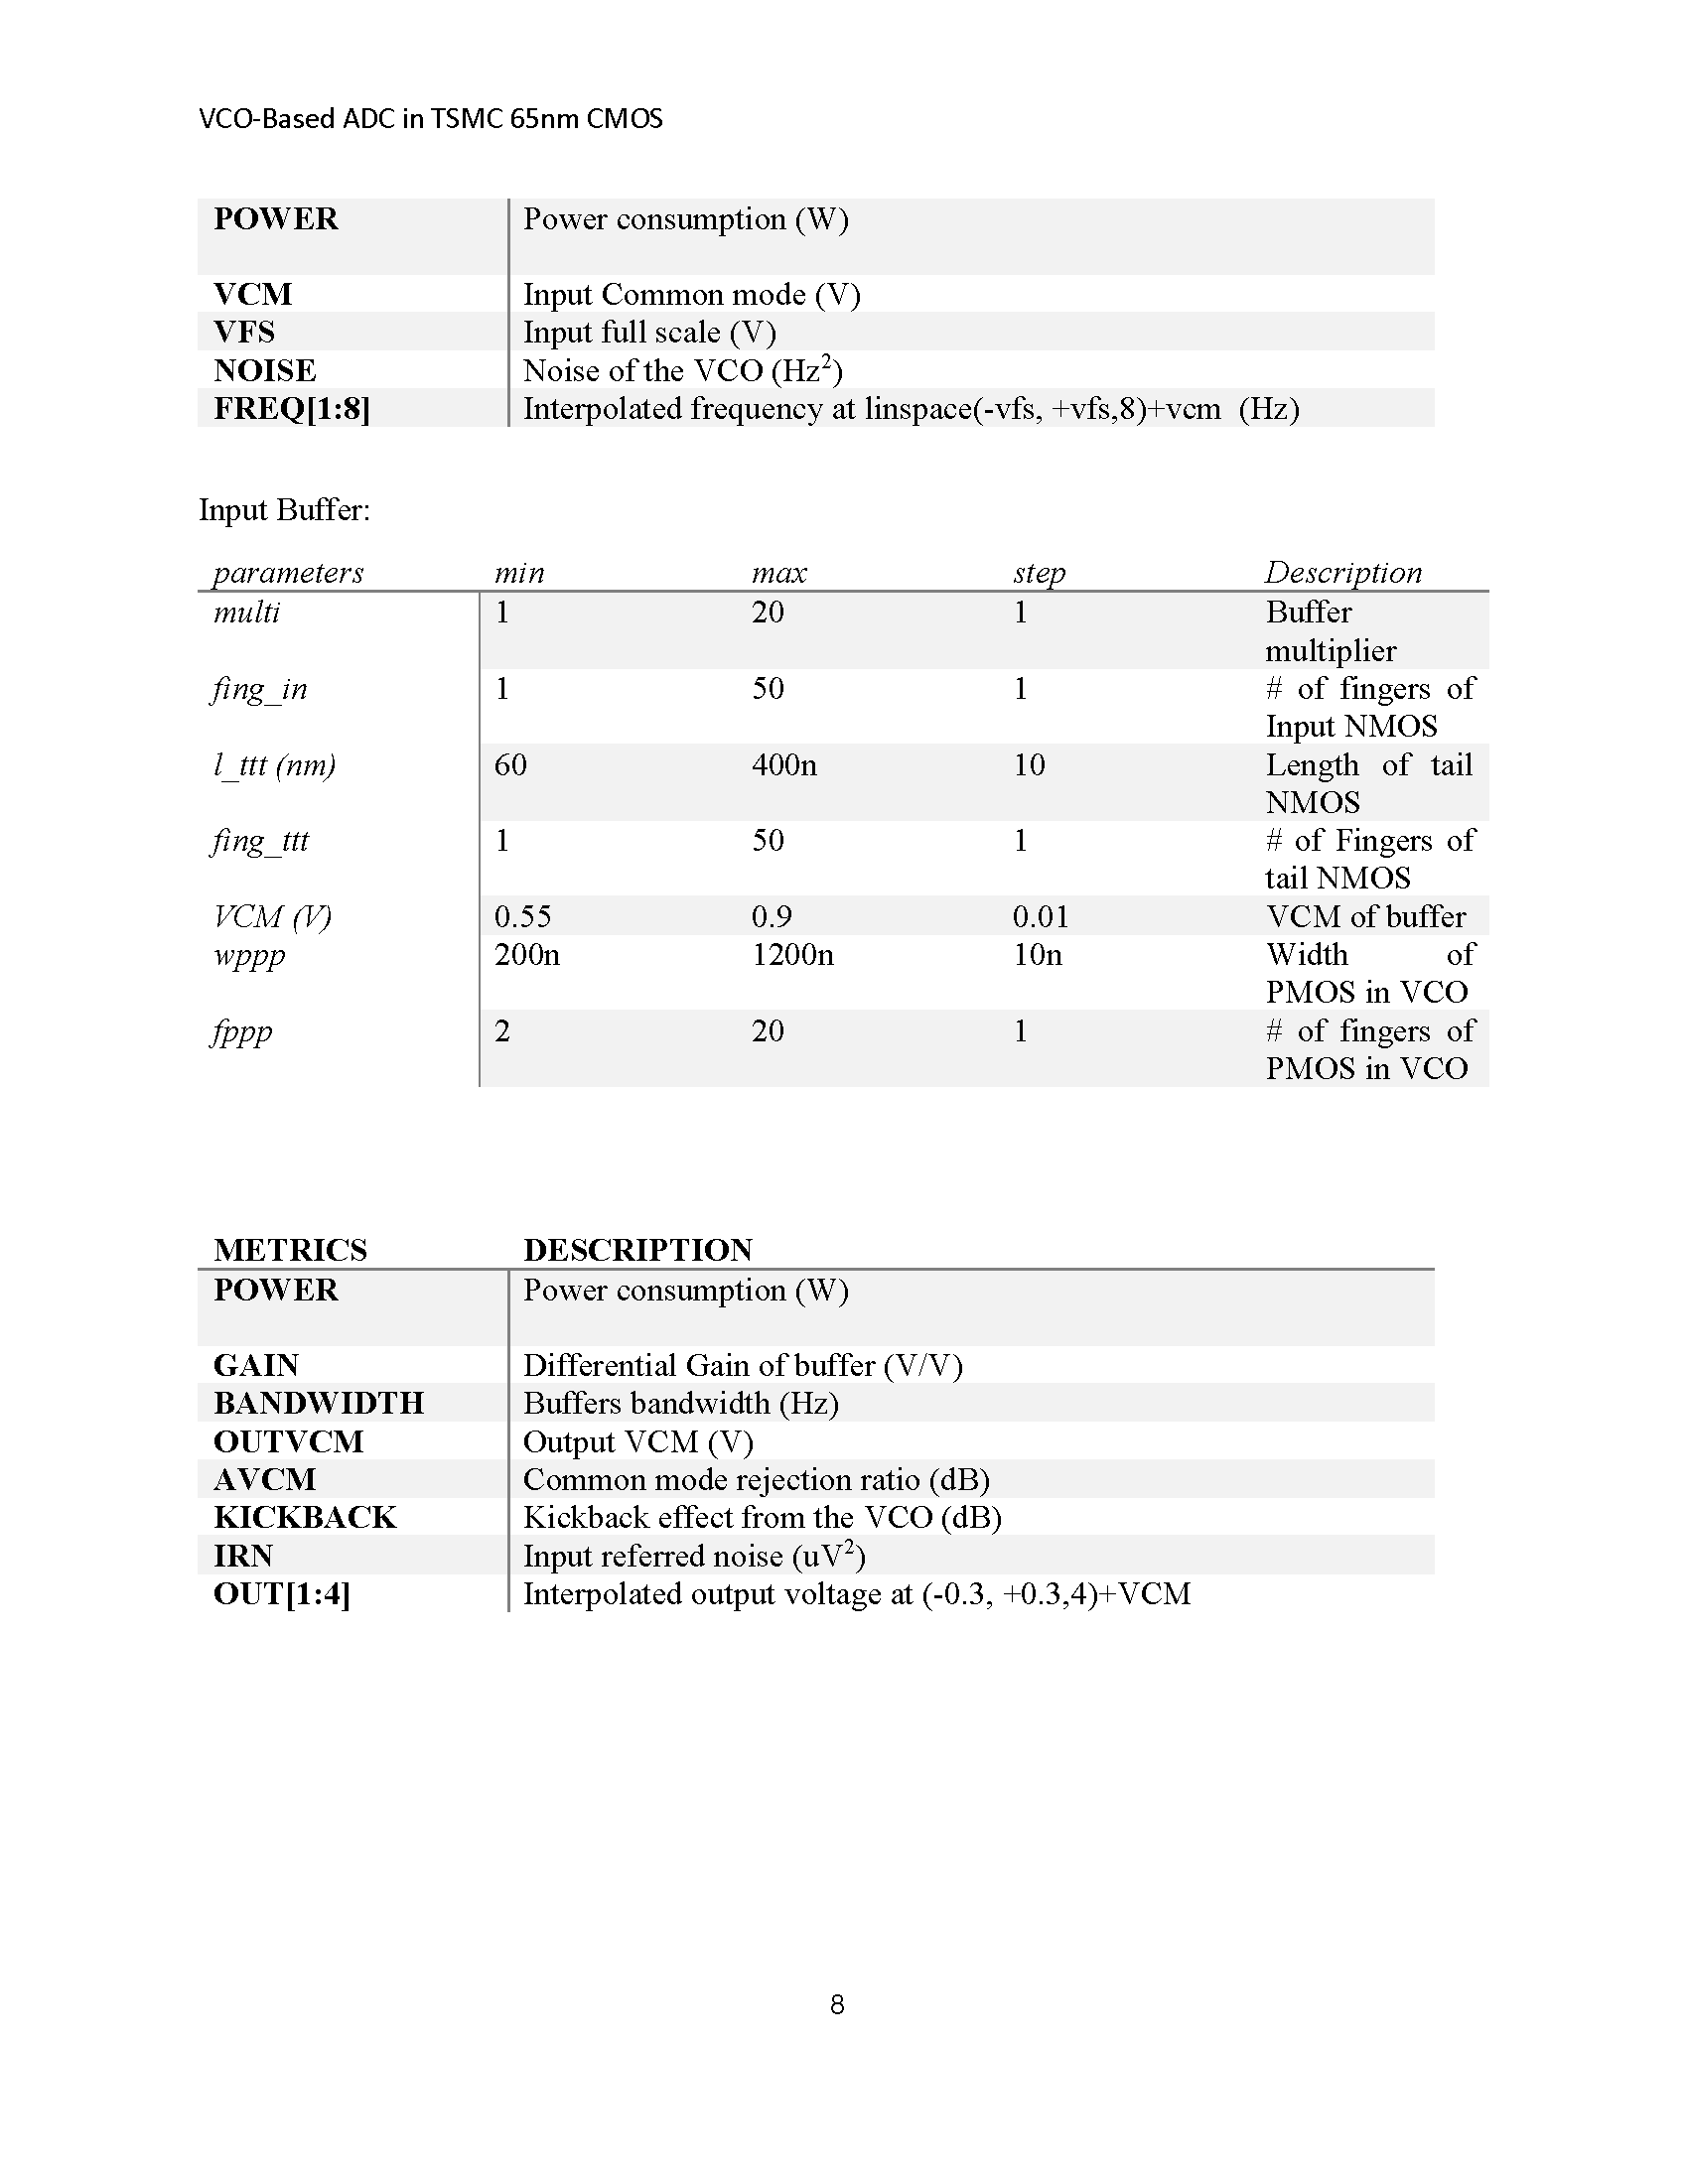 VCO-Based ADC in TSMC 65nm CMOS
POWER Power consumption (W)
VCM Input Common mode (V)
VFS Input full scale (V)
NOISE Noise of the VCO (Hz²)
FREQ[1:8] Interpolated frequency at linspace(-vfs, +vfs,8)+vcm (Hz)
Input Buffer:
parameters min max step Description
multi 1 20 1 Buffer
multiplier
fing_in 1 50 1 # of fingers of
Input NMOS
l_ttt (nm) 60 400n 10 Length of tail
NMOS
fing_ttt 1 50 1 # of Fingers of
tail NMOS
VCM (V) 0.55 0.9 0.01 VCM of buffer
wppp 200n 1200n 10n Width of
PMOS in VCO
fppp 2 20 1 # of fingers of
PMOS in VCO
METRICS DESCRIPTION
POWER Power consumption (W)
GAIN Differential Gain of buffer (V/V)
BANDWIDTH Buffers bandwidth (Hz)
OUTVCM Output VCM (V)
AVCM Common mode rejection ratio (dB)
KICKBACK Kickback effect from the VCO (dB)
IRN Input referred noise (uV²)
OUT[1:4] Interpolated output voltage at (-0.3, +0.3,4)+VCM
8